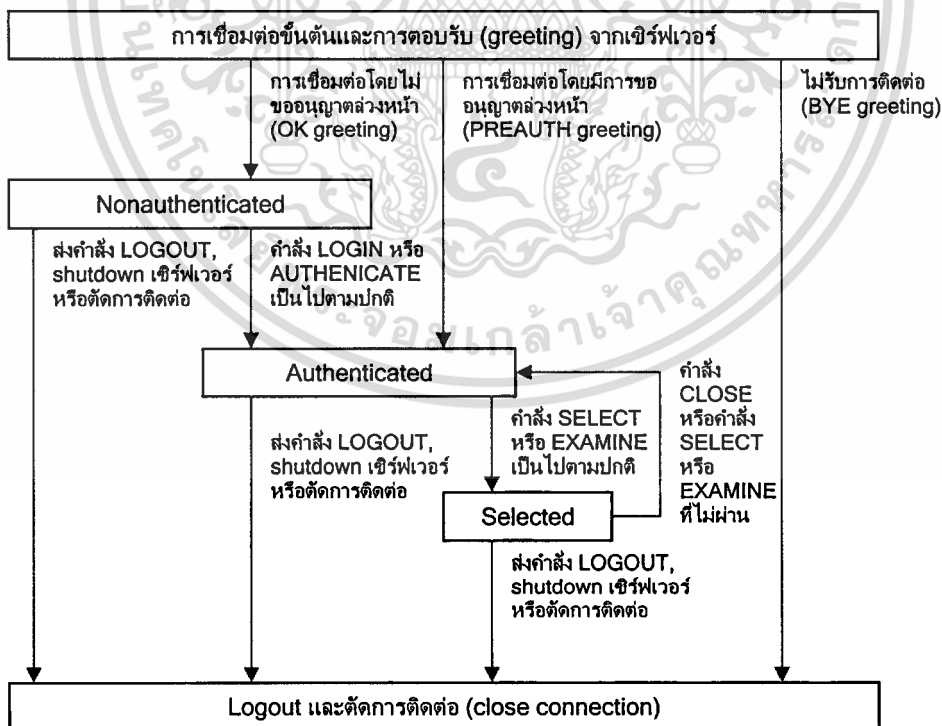 การเชื่อมต่อขั้นต้นและการตอบรับ (greeting) จากเซิร์ฟเวอร์
การเชื่อมต่อโดยไม่
ขออนุญาตล่วงหน้า
(OK greeting)
การเชื่อมต่อโดยมีการขอ
อนุญาตล่วงหน้า
(PREAUTH greeting)
ไม่รับการติดต่อ
(BYE greeting)
Nonauthenticated
ส่งคำสั่ง LOGOUT,
shutdown เซิร์ฟเวอร์
หรือตัดการติดต่อ
คำสั่ง LOGIN หรือ
AUTHENICATE
เป็นไปตามปกติ
Authenticated
ส่งคำสั่ง LOGOUT,
shutdown เซิร์ฟเวอร์
หรือตัดการติดต่อ
คำสั่ง SELECT
หรือ EXAMINE
เป็นไปตามปกติ
คำสั่ง
CLOSE
หรือคำสั่ง
SELECT
หรือ
EXAMINE
ที่ไม่ผ่าน
Selected
ส่งคำสั่ง LOGOUT,
shutdown เซิร์ฟเวอร์
หรือตัดการติดต่อ
Logout และตัดการติดต่อ (close connection)